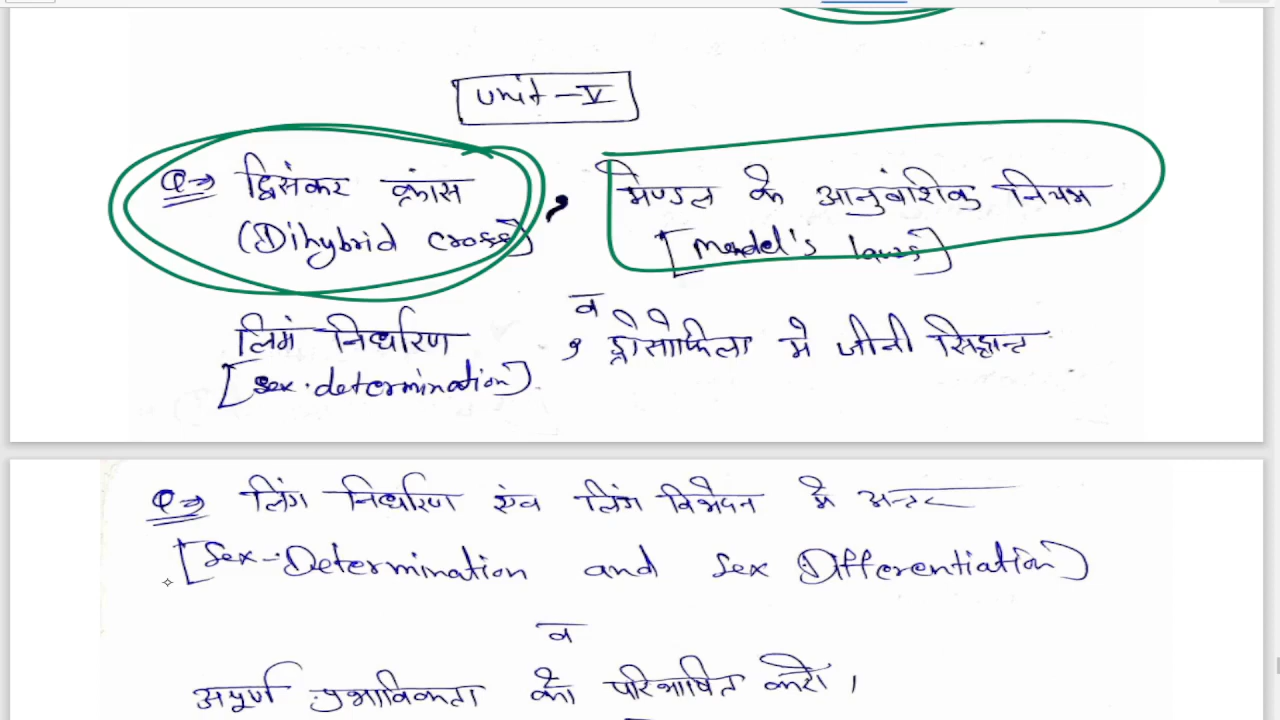 Unit-V
Q⇒ द्विसंकर क्रास , मेण्डल के आनुवंशिक नियम
(Dihybrid cross) [Mendel's laws]
व
लिगं निर्धारण , ड्रोसोफिला मे जीनी सिद्धान्त
[sex.determination]
Q⇒ लिंग निर्धारण एंव लिंग विभेदन मे अन्तर
[Sex-Determination and Sex Differentiation]
व
अपूर्ण प्रभाविकता को परिभाषित करो।